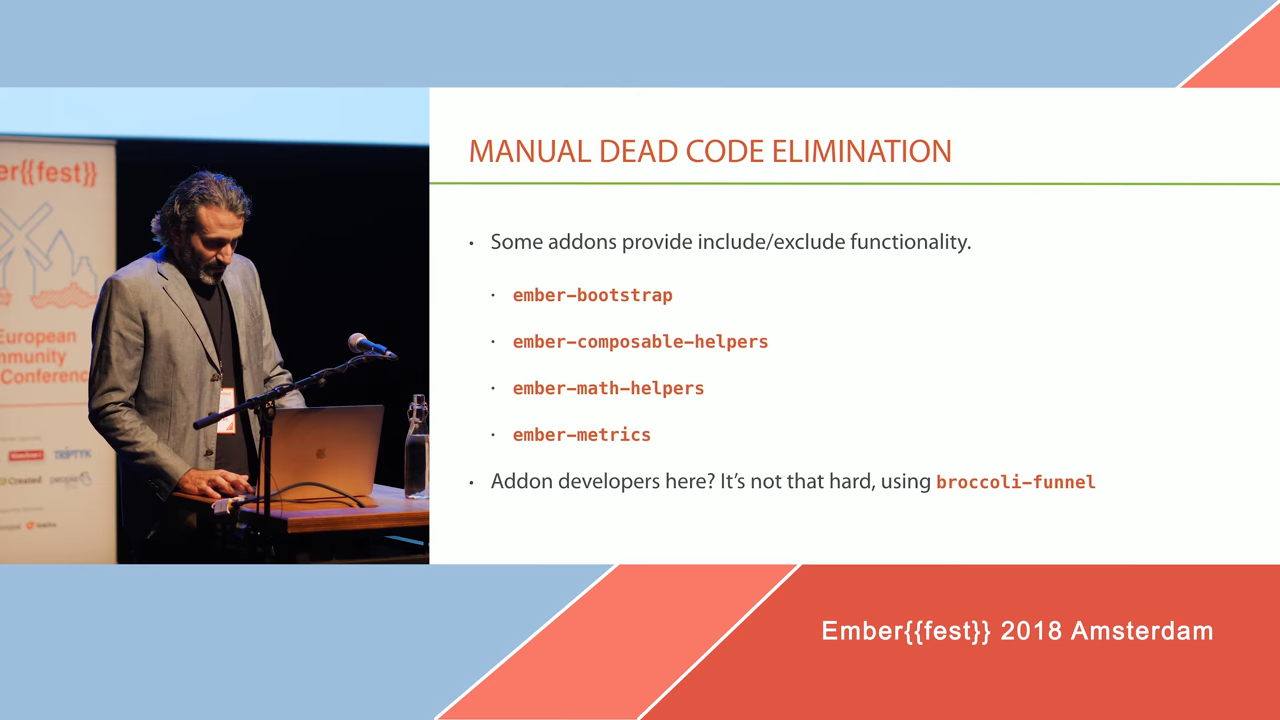 er{{fest}}
European
mmunity
Conferenc
TRIPTYK
Created
MANUAL DEAD CODE ELIMINATION
• Some addons provide include/exclude functionality.
• ember-bootstrap
• ember-composable-helpers
• ember-math-helpers
• ember-metrics
• Addon developers here? It’s not that hard, using broccoli-funnel
Ember{{fest}} 2018 Amsterdam